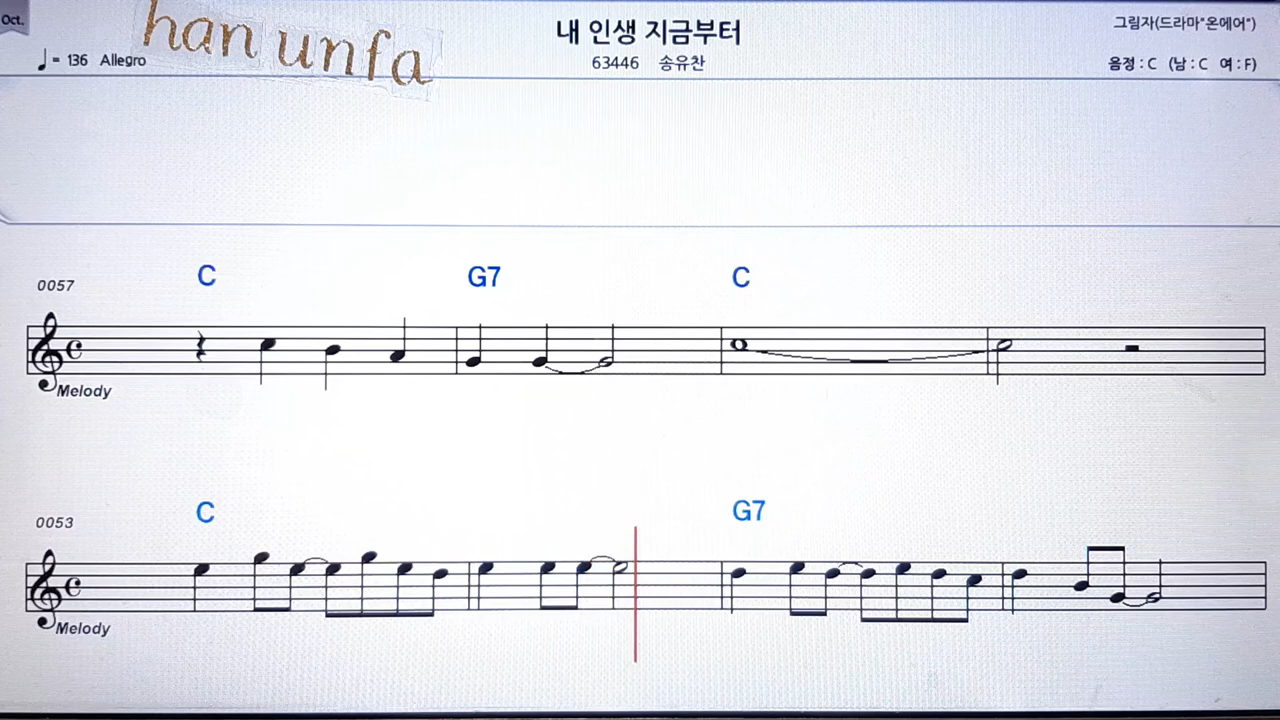 Oct.
han unfa
내 인생 지금부터
그림자(드라마"온에어")
♩= 136 Allegro
63446 송유찬
음정 : C (남 : C 여 : F)
C G7 C
0057
Melody
C G7
0053
Melody